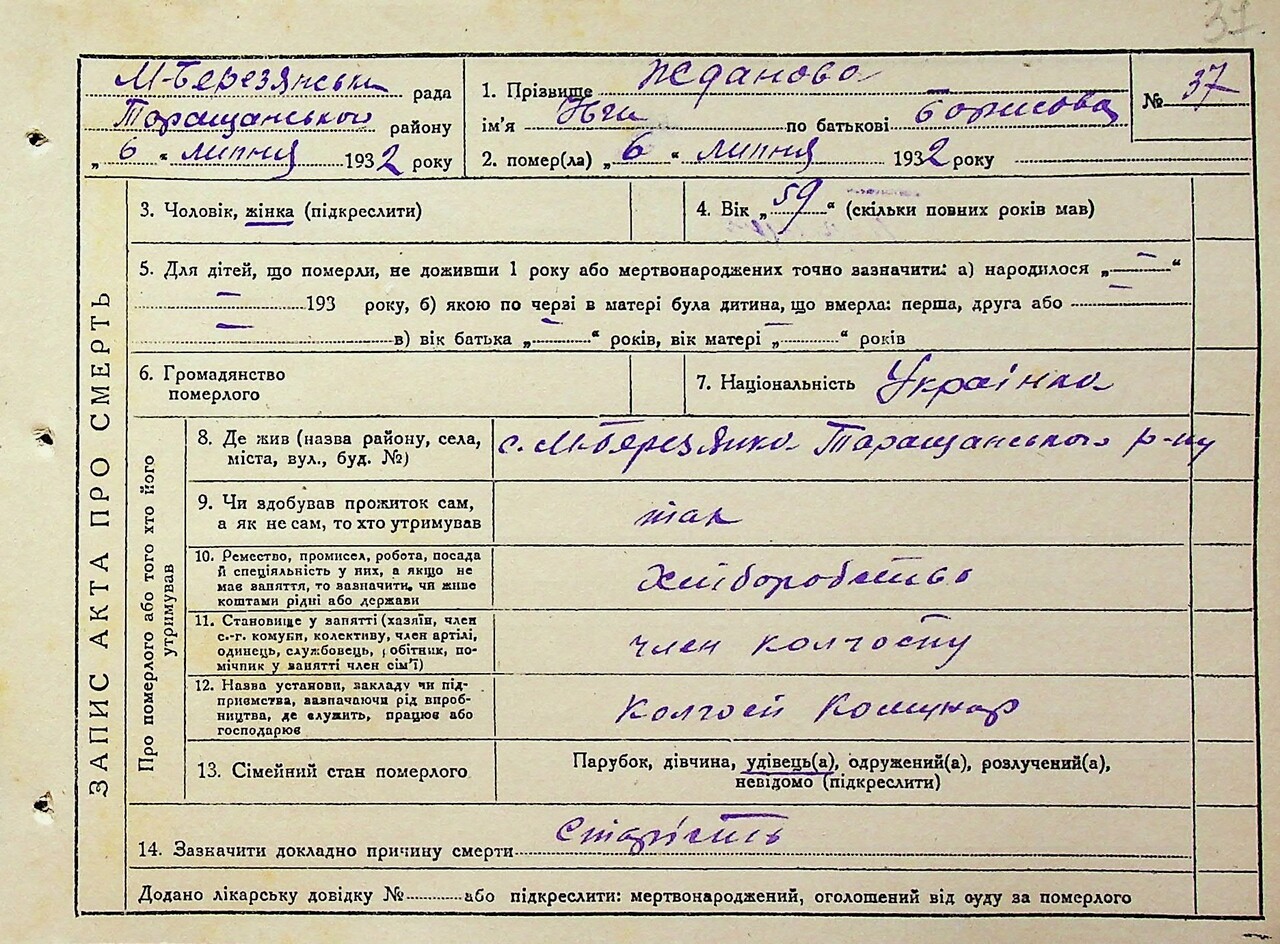 37
М-Березянська рада
Таращанського району
„ 6 " липня 1932 року
1. Прізвище Жданова
ім'я по батькові Борисова
2. помер(ла) „ 6 " липня 1932 року
№ 37
ЗАПИС АКТА ПРО СМЕРТЬ
3. Чоловік, жінка (підкреслити)
4. Вік „ 59 " (скільки повних років мав)
5. Для дітей, що померли, не доживши 1 року або мертвонароджених точно зазначити: а) народилося „ — "
— 193 року, б) якою по черві в матері була дитина, що вмерла: перша, друга або —
— в) вік батька „ — " років, вік матері „ — " років
6. Громадянство
померлого
7. Національність Українка
Про померлого або того хто його
утримував
8. Де жив (назва району, села,
міста, вул., буд. №)
с. М-Березянка Таращанського р-ну
9. Чи здобував прожиток сам,
а як не сам, то хто утримував
так
10. Ремество, промисел, робота, посада
й спеціяльність у них, а якщо не
має заняття, то зазначити, чи живе
коштами рідні або держави
Хліборобство
11. Становище у занятті (хазяїн, член
с.-г. комуни, колективу, член артілі,
одинець, службовець, робітник, по-
мічник у занятті член сім'ї)
член колгоспу
12. Назва установи, закладу чи під-
приємства, зазначаючи рід вироб-
ництва, де служить, працює або
господарює
Колгосп Комунар
13. Сімейний стан померлого
Парубок, дівчина, удівець(а), одружений(а), розлучений(а),
невідомо (підкреслити)
14. Зазначити докладно причину смерти Старість
Додано лікарську довідку № або підкреслити: мертвонароджений, оголошений від суду за померлого